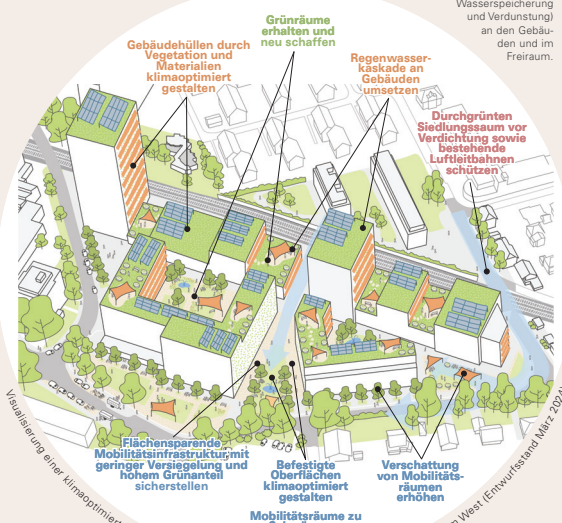 Wasserspeicherung
und Verdunstung)
an den Gebäu-
den und im
Freiraum.
Grünräume
erhalten und
neu schaffen
Gebäudehüllen durch
Vegetation und
Materialien
klimaoptimiert
gestalten
Regenwasser-
kaskade an
Gebäuden
umsetzen
Durchgrünten
Siedlungssaum vor
Verdichtung sowie
bestehende
Luftleitbahnen
schützen
Flächensparende
Mobilitätsinfrastruktur mit
geringer Versiegelung und
hohem Grünanteil
sicherstellen
Befestigte
Oberflächen
klimaoptimiert
gestalten
Verschattung
von Mobilitäts-
räumen
erhöhen
Mobilitätsräume zu
Visualisierung einer klimaoptimiert
West (Entwurfsstand März 2024)